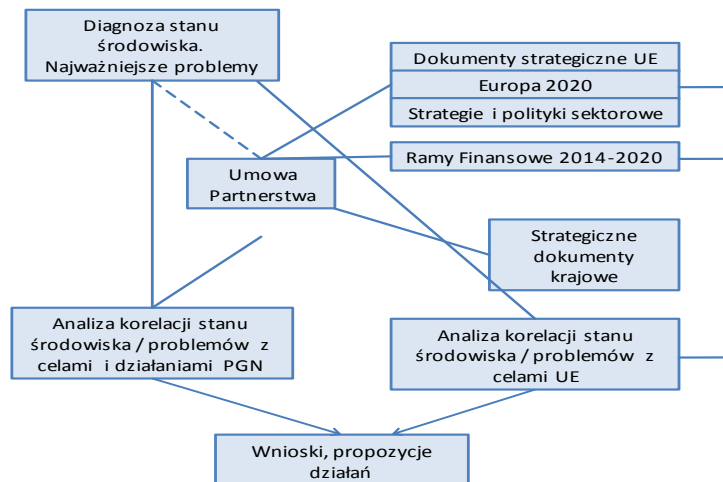 Diagnoza stanu
środowiska.
Najważniejsze problemy
Dokumenty strategiczne UE
Europa 2020
Strategie i polityki sektorowe
Ramy Finansowe 2014-2020
Umowa
Partnerstwa
Strategiczne
dokumenty
krajowe
Analiza korelacji stanu
środowiska / problemów z
celami i działaniami PGN
Analiza korelacji stanu
środowiska / problemów z
celami UE
Wnioski, propozycje
działań